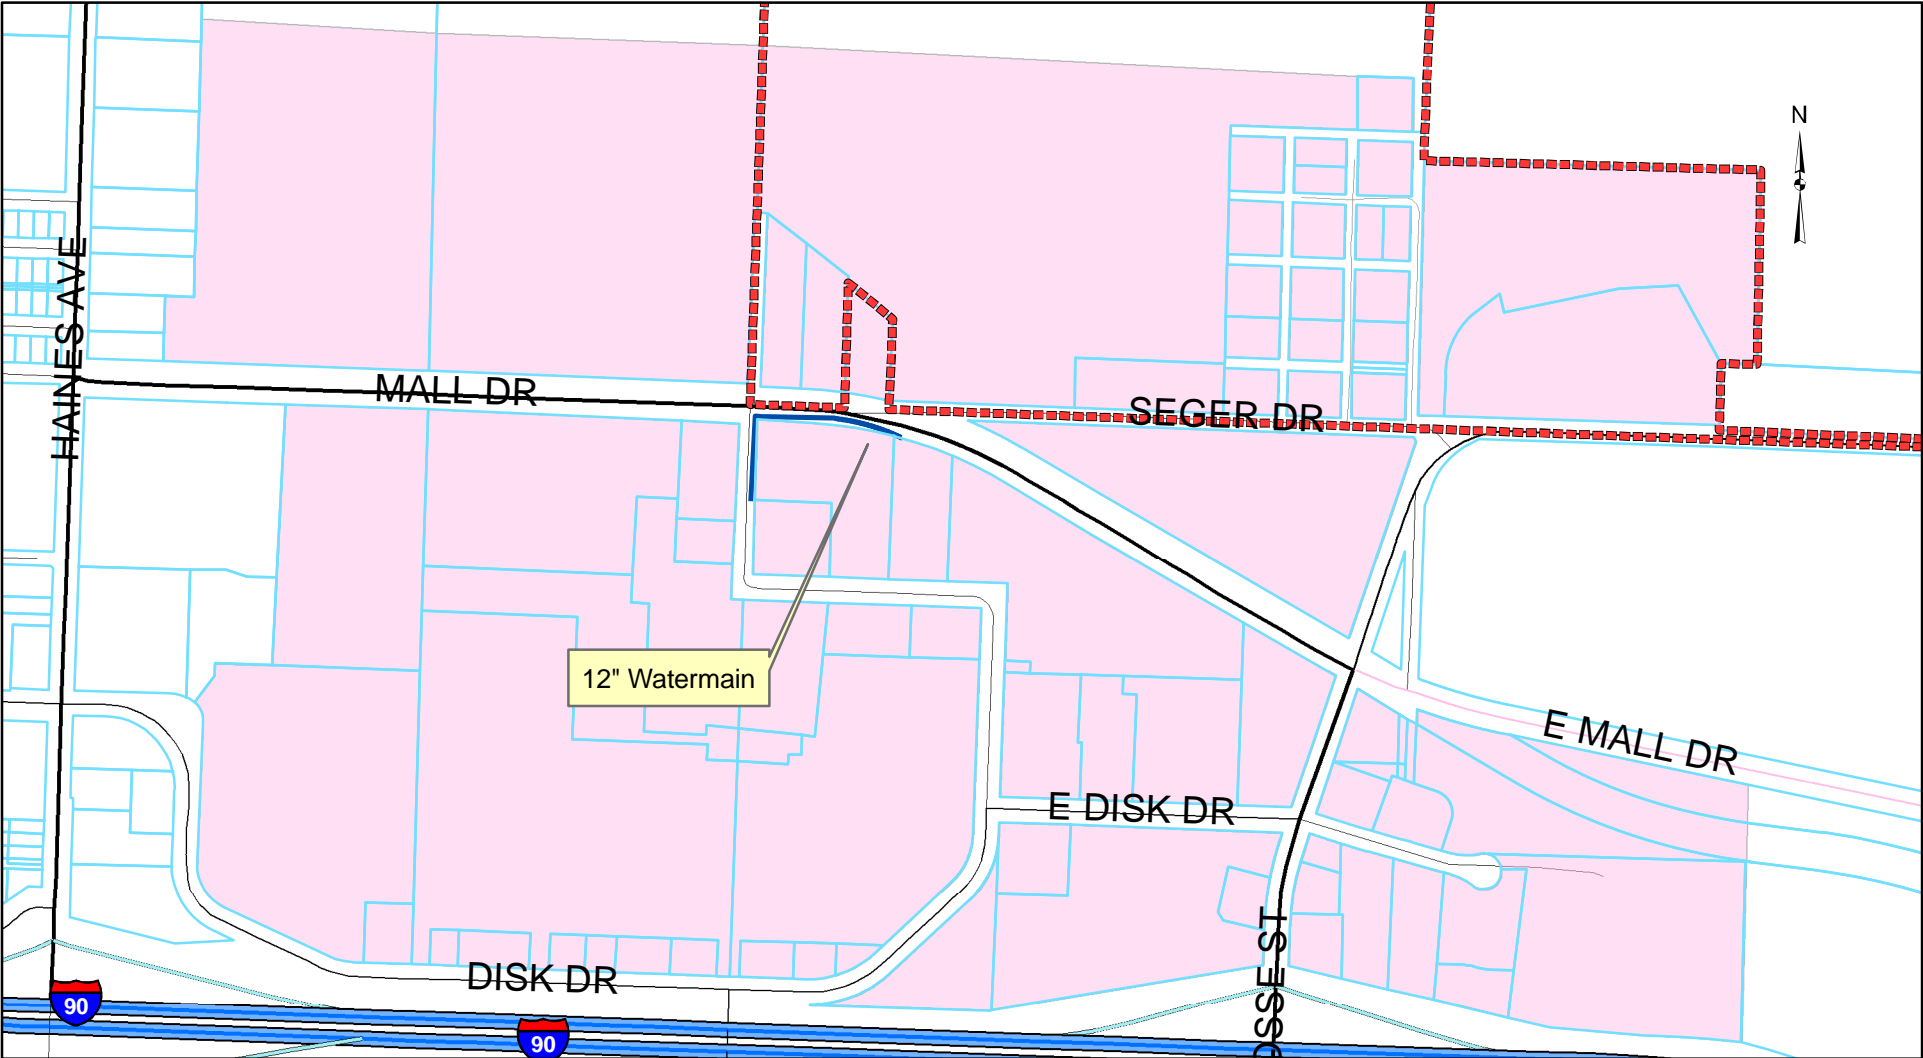 N
HAINES AVE
MALL DR
SEGER DR
12" Watermain
E MALL DR
E DISK DR
DISK DR
90
90